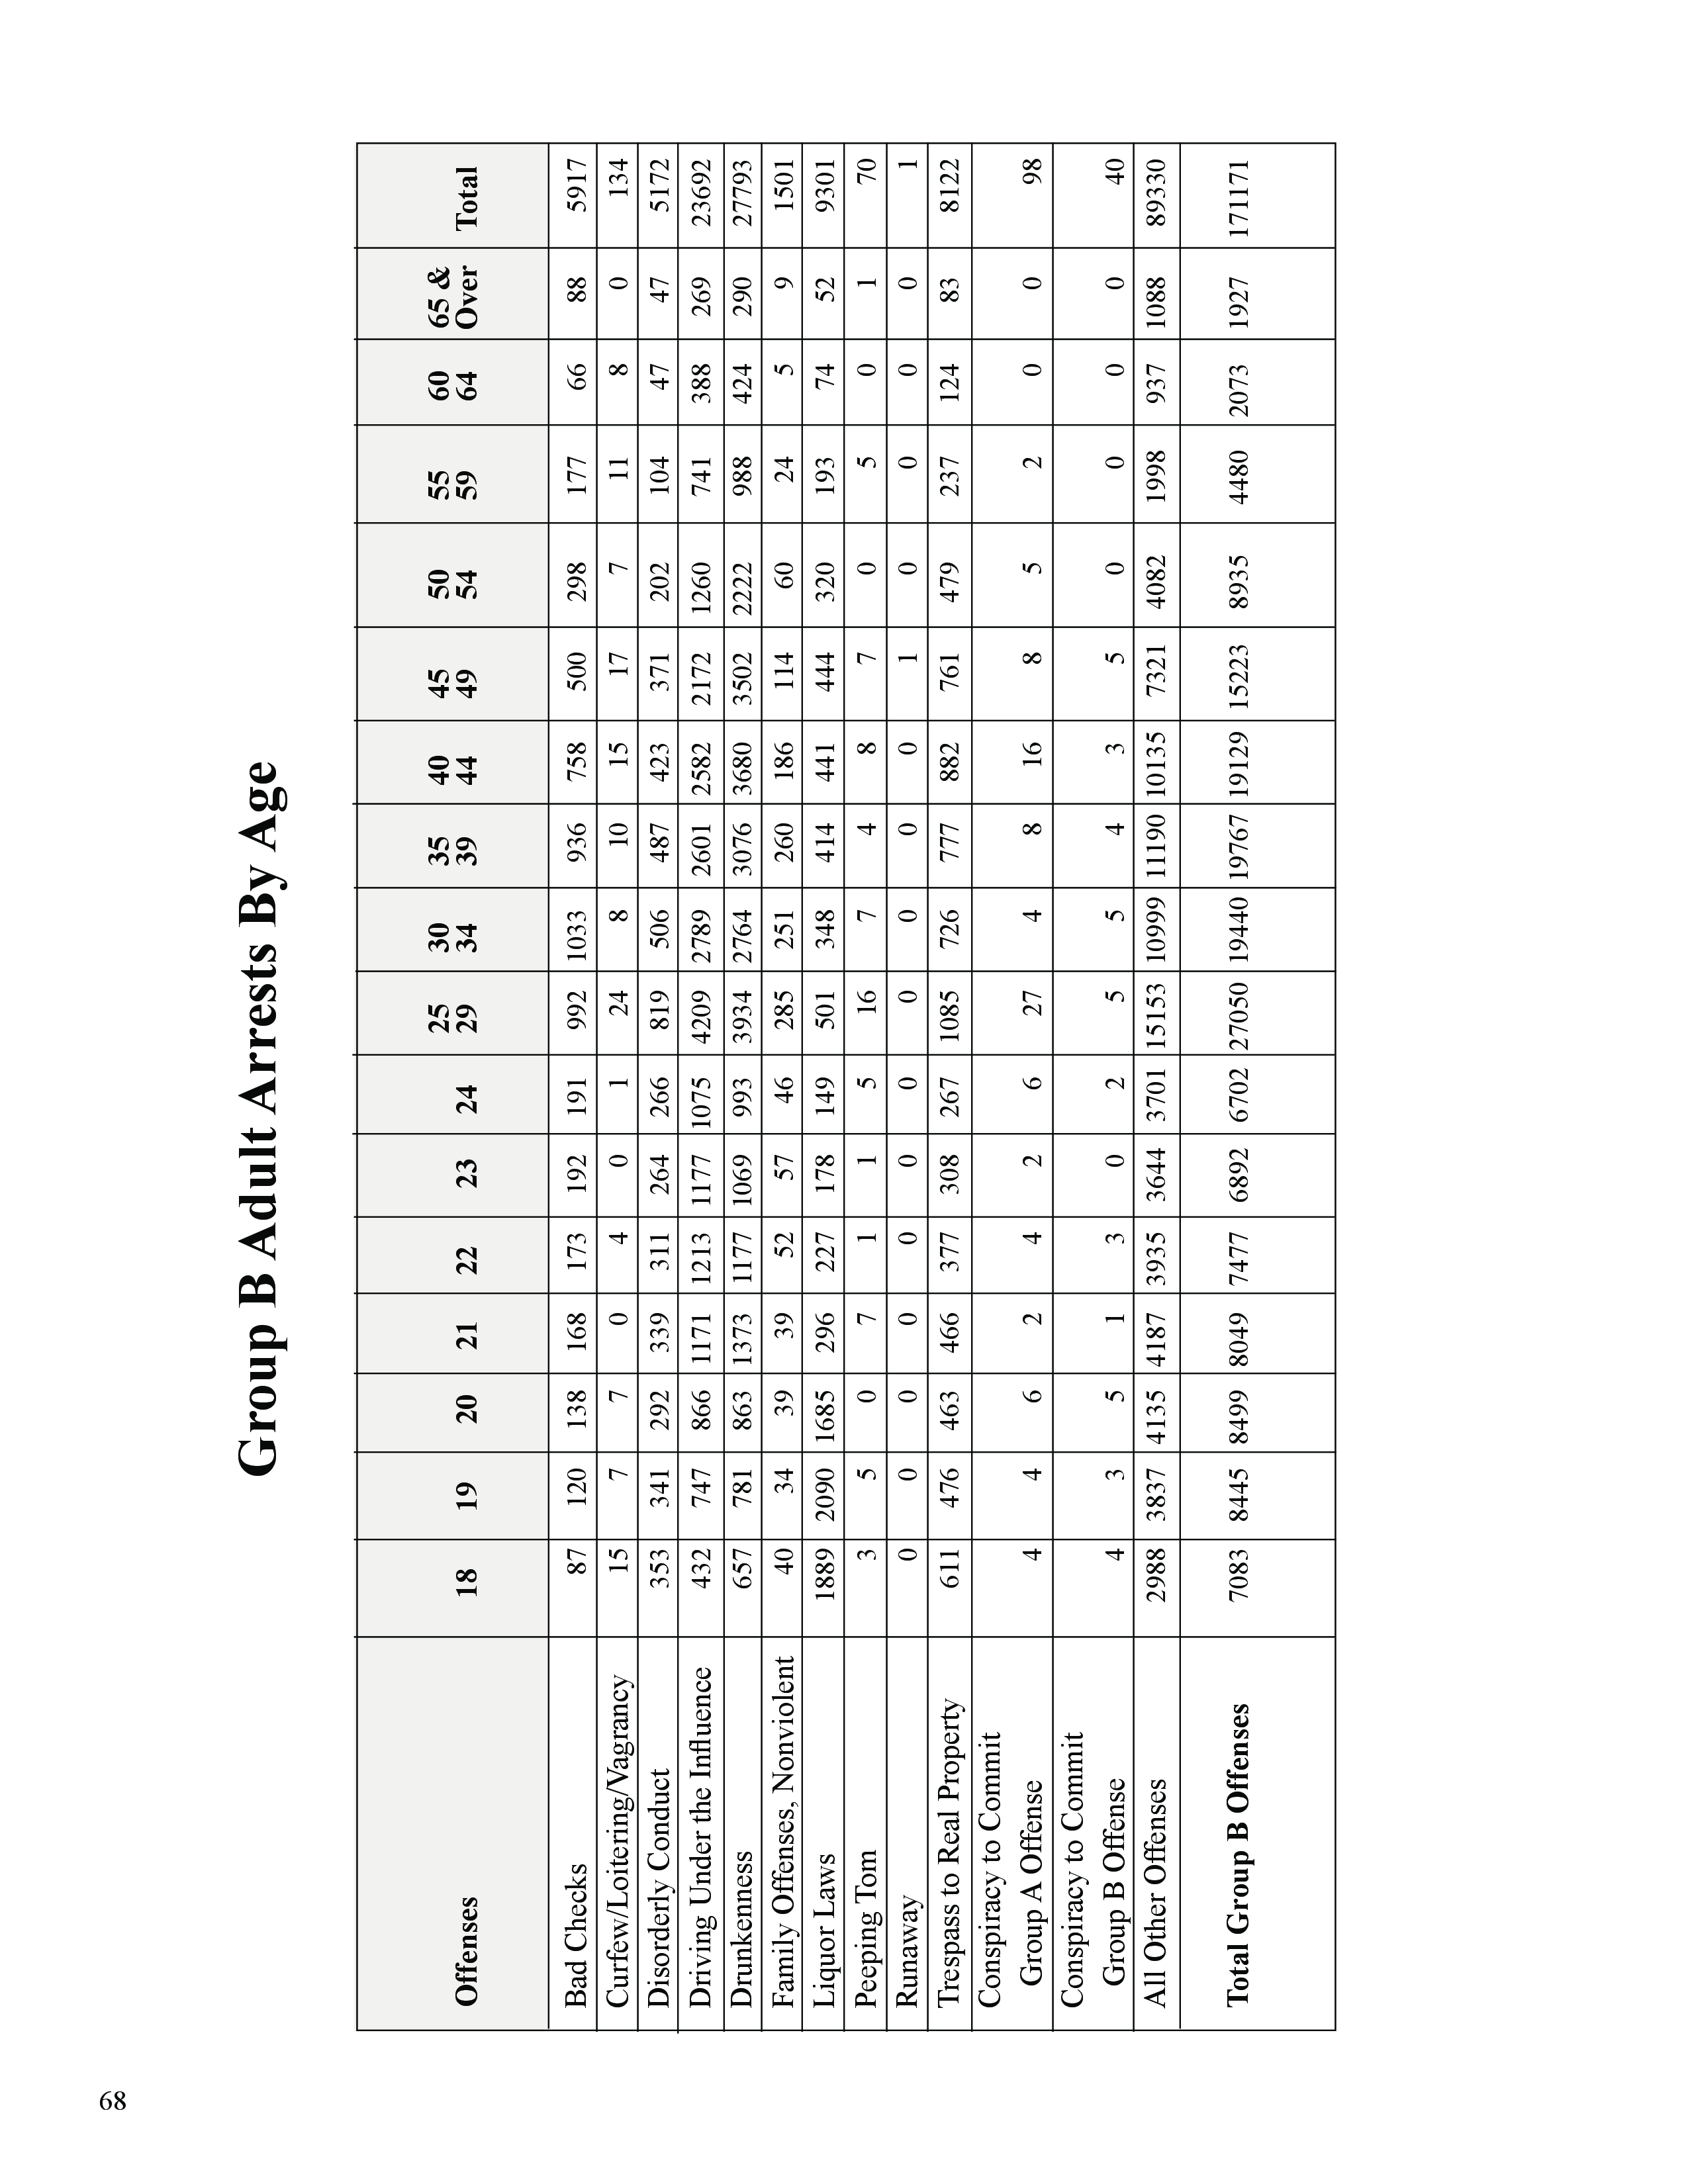 Group B Adult Arrests By Age
Offenses 18 19 20 21 22 23 24 25 29 30 34 35 39 40 44 45 49 50 54 55 59 60 64 65 & Over Total
Bad Checks 87 120 138 168 173 192 191 992 1033 936 758 500 298 177 66 88 5917
Curfew/Loitering/Vagrancy 15 7 7 0 4 0 1 24 8 10 15 17 7 11 8 0 134
Disorderly Conduct 353 341 292 339 311 264 266 819 506 487 423 371 202 104 47 47 5172
Driving Under the Influence 432 747 866 1171 1213 1177 1075 4209 2789 2601 2582 2172 1260 741 388 269 23692
Drunkenness 657 781 863 1373 1177 1069 993 3934 2764 3076 3680 3502 2222 988 424 290 27793
Family Offenses, Nonviolent 40 34 39 39 52 57 46 285 251 260 186 114 60 24 5 9 1501
Liquor Laws 1889 2090 1685 296 227 178 149 501 348 414 441 444 320 193 74 52 9301
Peeping Tom 3 5 0 7 1 1 5 16 7 4 8 7 0 5 0 1 70
Runaway 0 0 0 0 0 0 0 0 0 0 0 1 0 0 0 0 1
Trespass to Real Property 611 476 463 466 377 308 267 1085 726 777 882 761 479 237 124 83 8122
Conspiracy to Commit
Group A Offense 4 4 6 2 4 2 6 27 4 8 16 8 5 2 0 0 98
Conspiracy to Commit
Group B Offense 4 3 5 1 3 0 2 5 5 4 3 5 0 0 0 0 40
All Other Offenses 2988 3837 4135 4187 3935 3644 3701 15153 10999 11190 10135 7321 4082 1998 937 1088 89330
Total Group B Offenses 7083 8445 8499 8049 7477 6892 6702 27050 19440 19767 19129 15223 8935 4480 2073 1927 171171
68